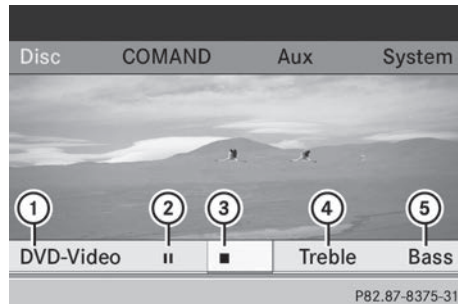 Disc COMAND Aux System
1 2 3 4 5
DVD-Video Treble Bass
P82.87-8375-31